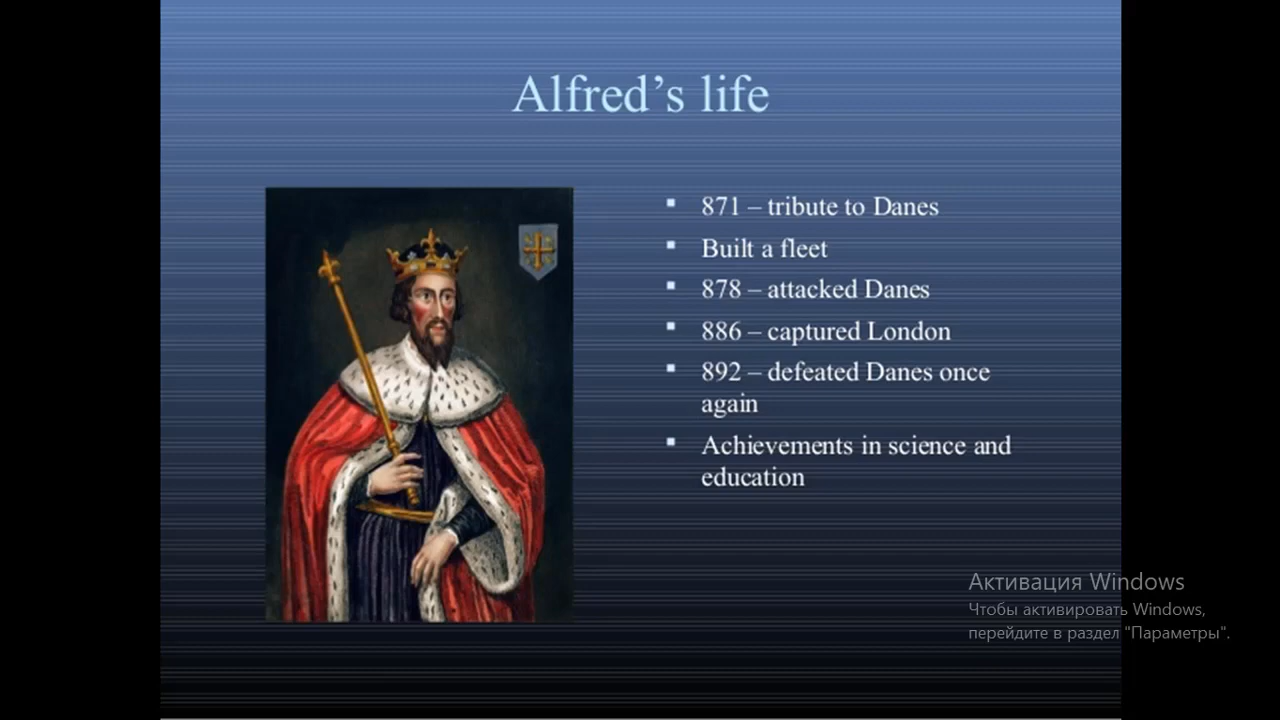 Alfred’s life
▪ 871 – tribute to Danes
▪ Built a fleet
▪ 878 – attacked Danes
▪ 886 – captured London
▪ 892 – defeated Danes once
again
▪ Achievements in science and
education
Активация Windows
Чтобы активировать Windows,
перейдите в раздел "Параметры".